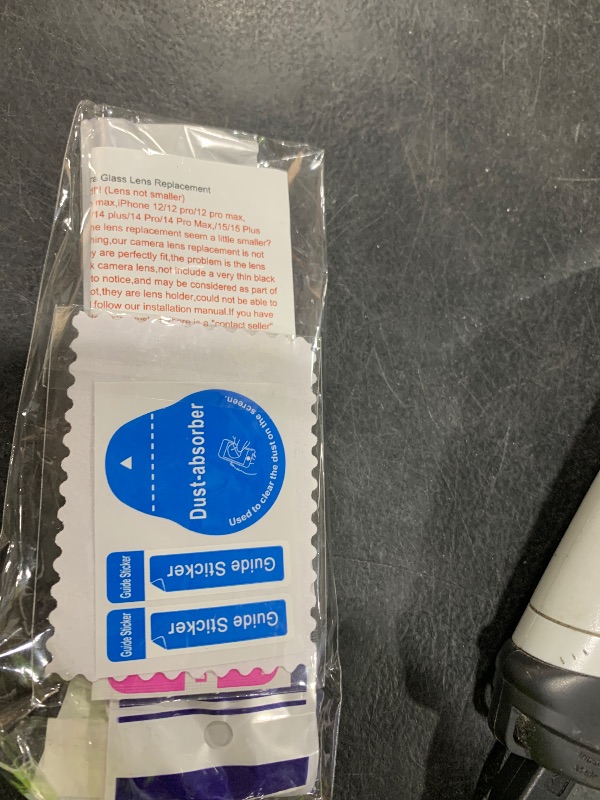 Glass Lens Replacement
(Lens not smaller)
max,iPhone 12/12 pro/12 pro max,
14 plus/14 Pro/14 Pro Max,/15/15 Plus
lens replacement seem a little smaller?
our camera lens replacement is not
are perfectly fit,the problem is the lens
camera lens,not include a very thin black
to notice,and may be considered as part of
they are lens holder,could not be able to
follow our installation manual.If you have
is a "contact seller"
Dust-absorber
Used to clear the dust on the screen.
Guide Sticker
Guide Sticker
Guide Sticker
Guide Sticker